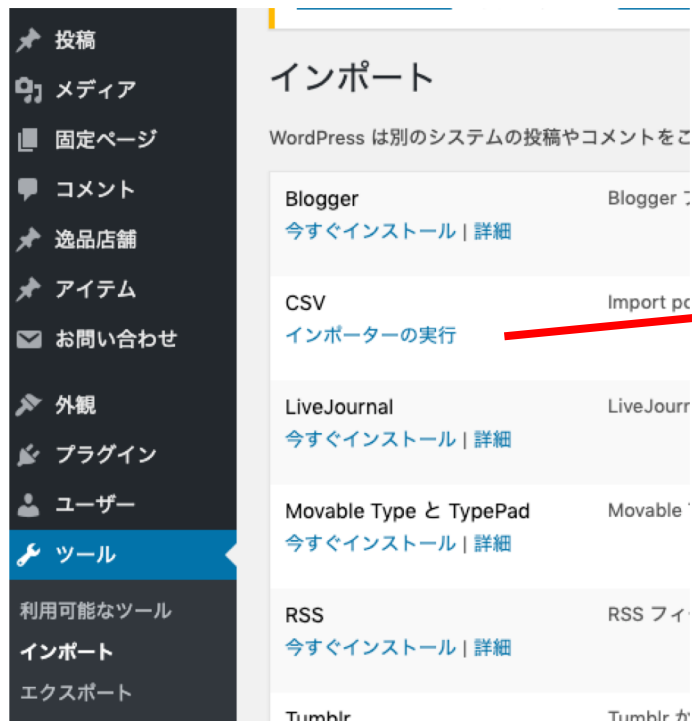 投稿
メディア
固定ページ
コメント
逸品店舗
アイテム
お問い合わせ
外観
プラグイン
ユーザー
ツール
利用可能なツール
インポート
エクスポート
インポート
WordPress は別のシステムの投稿やコメントをこ
Blogger
Blogger
今すぐインストール | 詳細
CSV
Import
インポーターの実行
LiveJournal
今すぐインストール | 詳細
Movable Type と TypePad
Movable
今すぐインストール | 詳細
RSS
RSS フィ
今すぐインストール | 詳細
Tumblr
Tumblr か